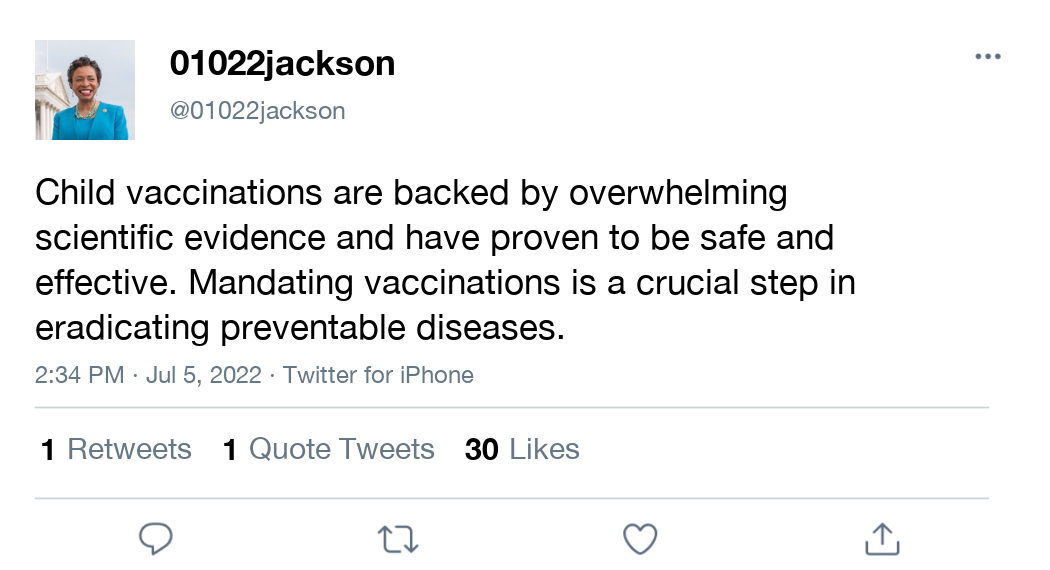 01022jackson
@01022jackson
Child vaccinations are backed by overwhelming
scientific evidence and have proven to be safe and
effective. Mandating vaccinations is a crucial step in
eradicating preventable diseases.
2:34 PM · Jul 5, 2022 · Twitter for iPhone
1 Retweets 1 Quote Tweets 30 Likes